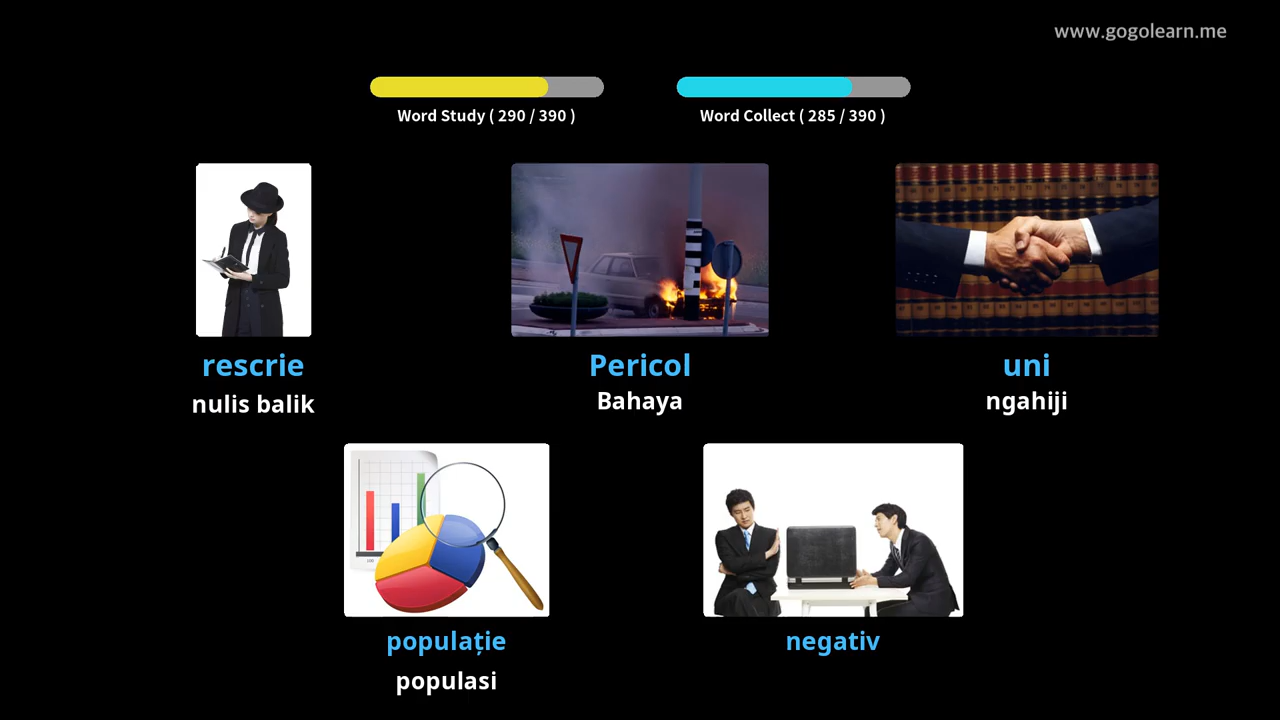 www.gogolearn.me
Word Study ( 290 / 390 )
Word Collect ( 285 / 390 )
rescrie
nulis balik
Pericol
Bahaya
uni
ngahiji
populație
populasi
negativ